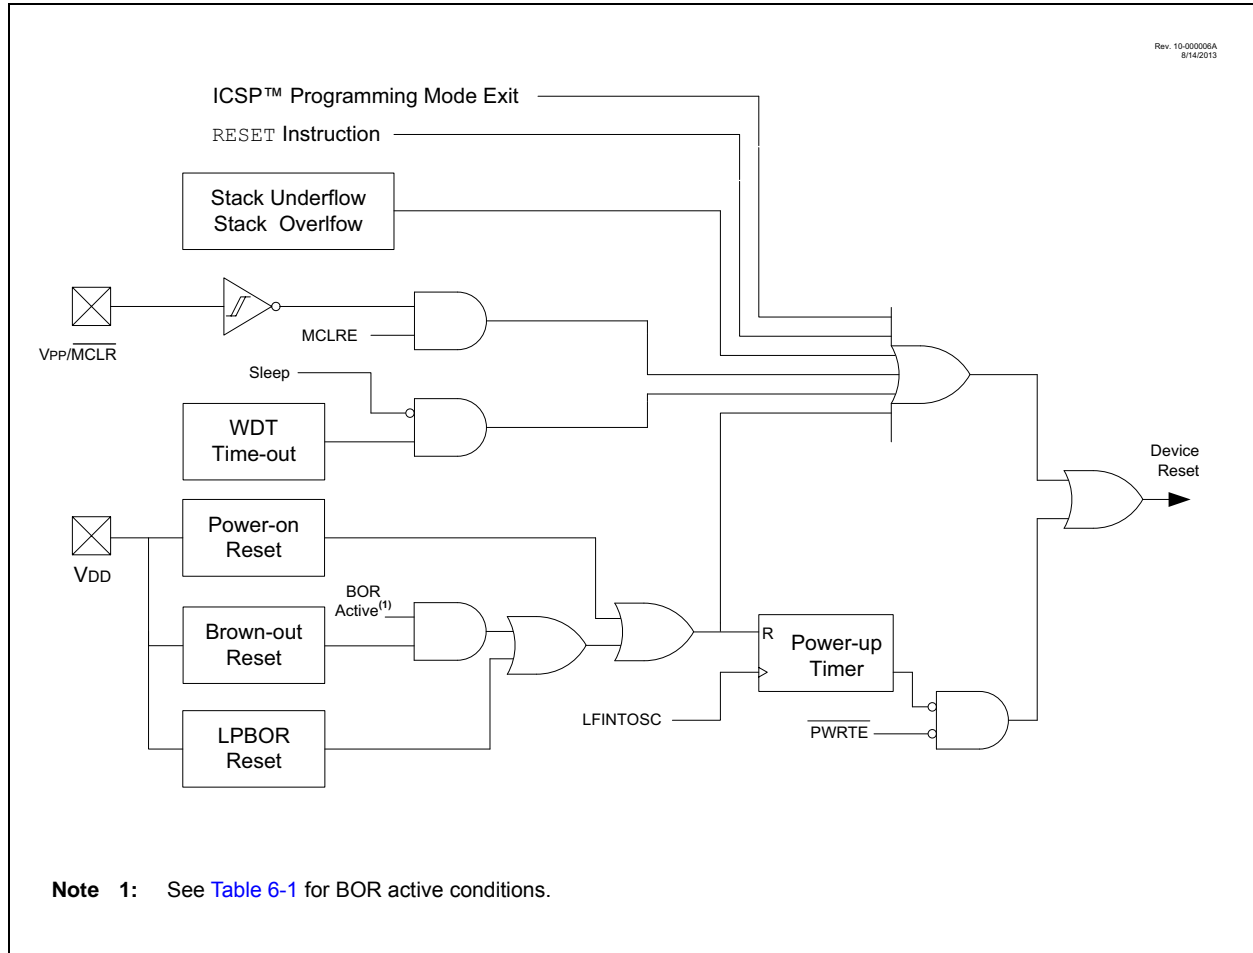 Rev. 10-000006A
8/14/2013
ICSP™ Programming Mode Exit
RESET Instruction
Stack Underflow
Stack Overlfow
MCLRE
VPP/M̅C̅L̅R̅
Sleep
WDT
Time-out
Device
Reset
Power-on
Reset
VDD
BOR
Active(1)
Brown-out
Reset
R
Power-up
Timer
LFINTOSC
P̅W̅R̅T̅E̅
LPBOR
Reset
Note 1: See Table 6-1 for BOR active conditions.